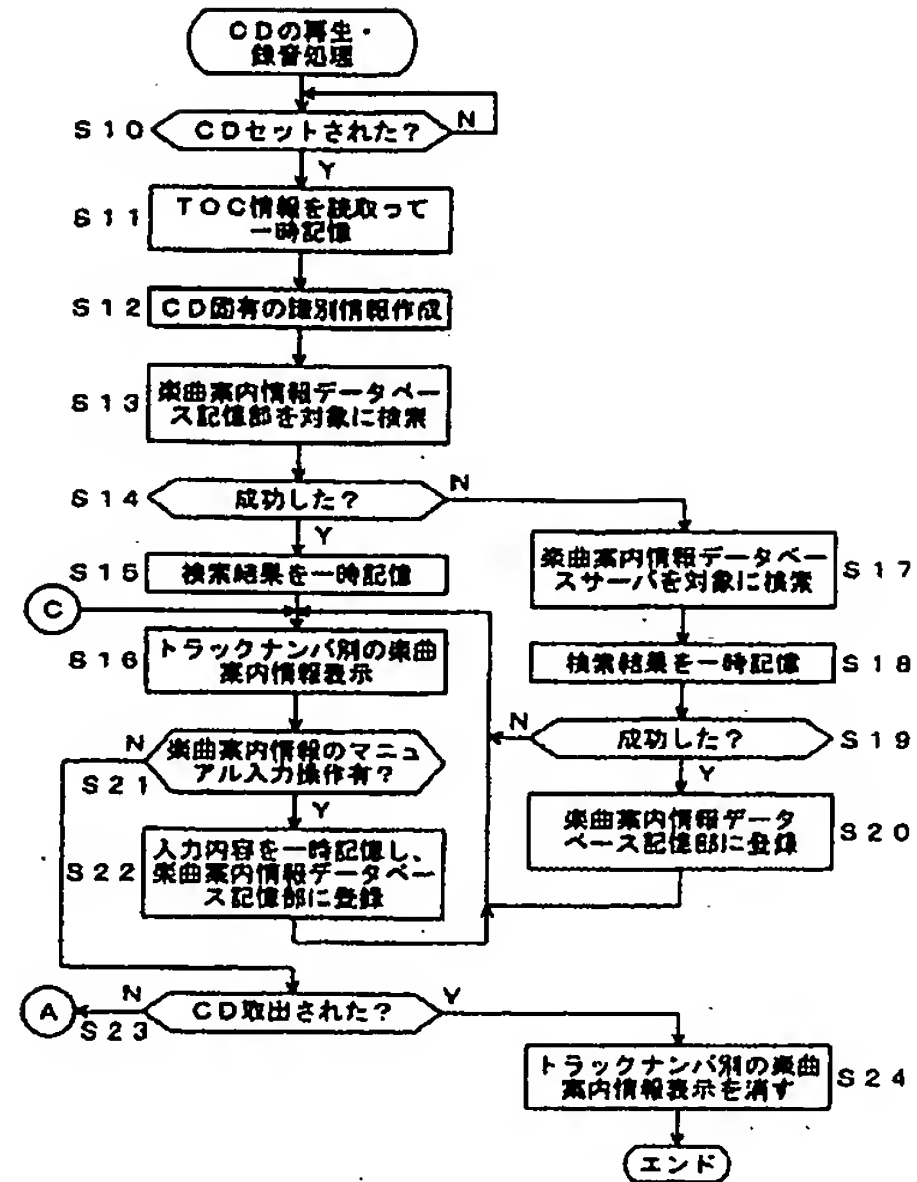 CDの再生・
録音処理
S10
CDセットされた?
N
Y
S11
TOC情報を読取って
一時記憶
S12
CD固有の識別情報作成
S13
楽曲案内情報データベー
ス記憶部を対象に検索
S14
成功した?
N
Y
S15
検索結果を一時記憶
C
S16
トラックナンバ別の楽曲
案内情報表示
N
S21
楽曲案内情報のマニュ
アル入力操作有?
Y
S22
入力内容を一時記憶し、
楽曲案内情報データベー
ス記憶部に登録
楽曲案内情報データベー
スサーバを対象に検索
S17
検索結果を一時記憶
S18
N
成功した?
S19
Y
楽曲案内情報データ
ベース記憶部に登録
S20
A
N
S23
CD取出された?
Y
トラックナンバ別の楽曲
案内情報表示を消す
S24
エンド